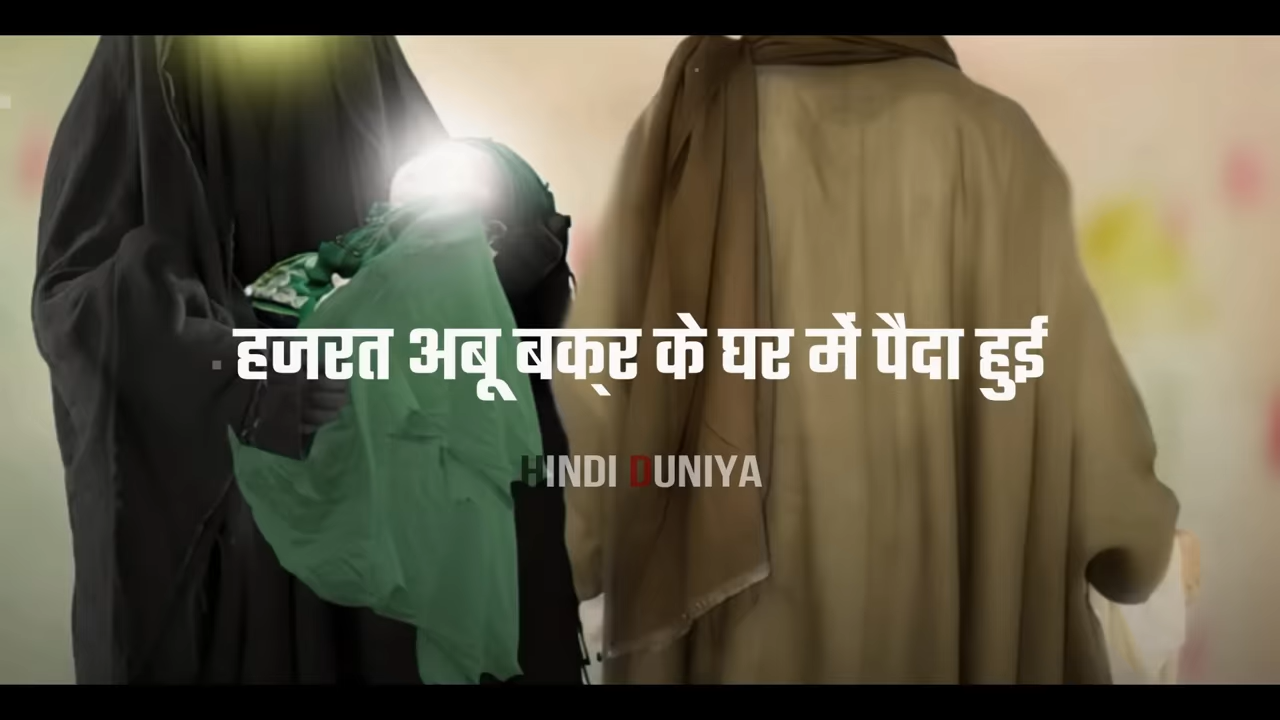 हजरत अबू बक्र के घर में पैदा हुई
HINDI DUNIYA